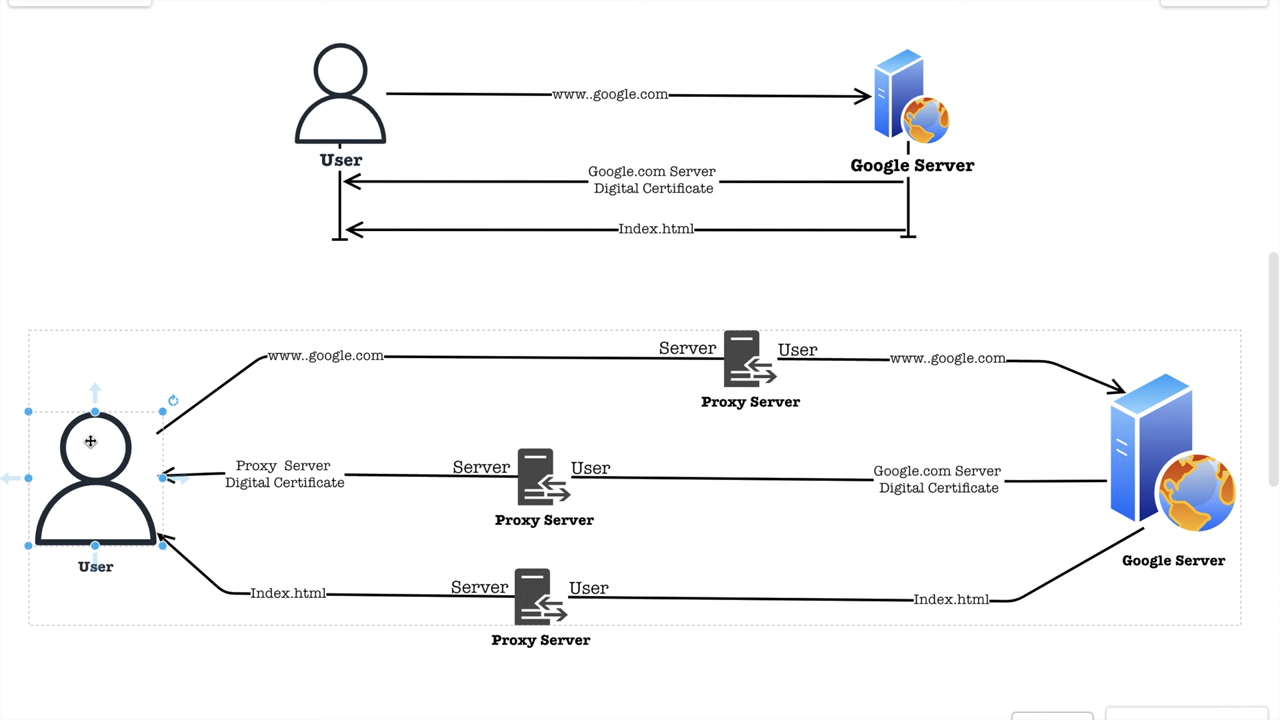 www..google.com
User
Google Server
Google.com Server
Digital Certificate
Index.html
www..google.com
Server
User
www..google.com
Proxy Server
Proxy  Server
Digital Certificate
Server
User
Google.com Server
Digital Certificate
Proxy Server
User
Google Server
Index.html
Server
User
Index.html
Proxy Server